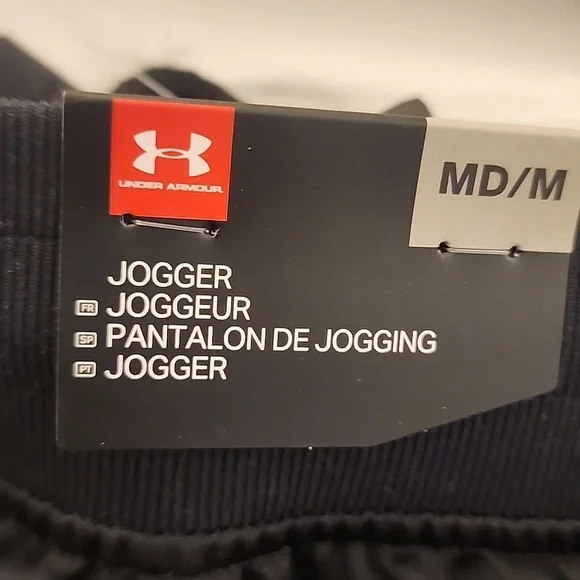 UNDER ARMOUR
MD/M
JOGGER
FR JOGGEUR
SP PANTALON DE JOGGING
PT JOGGER